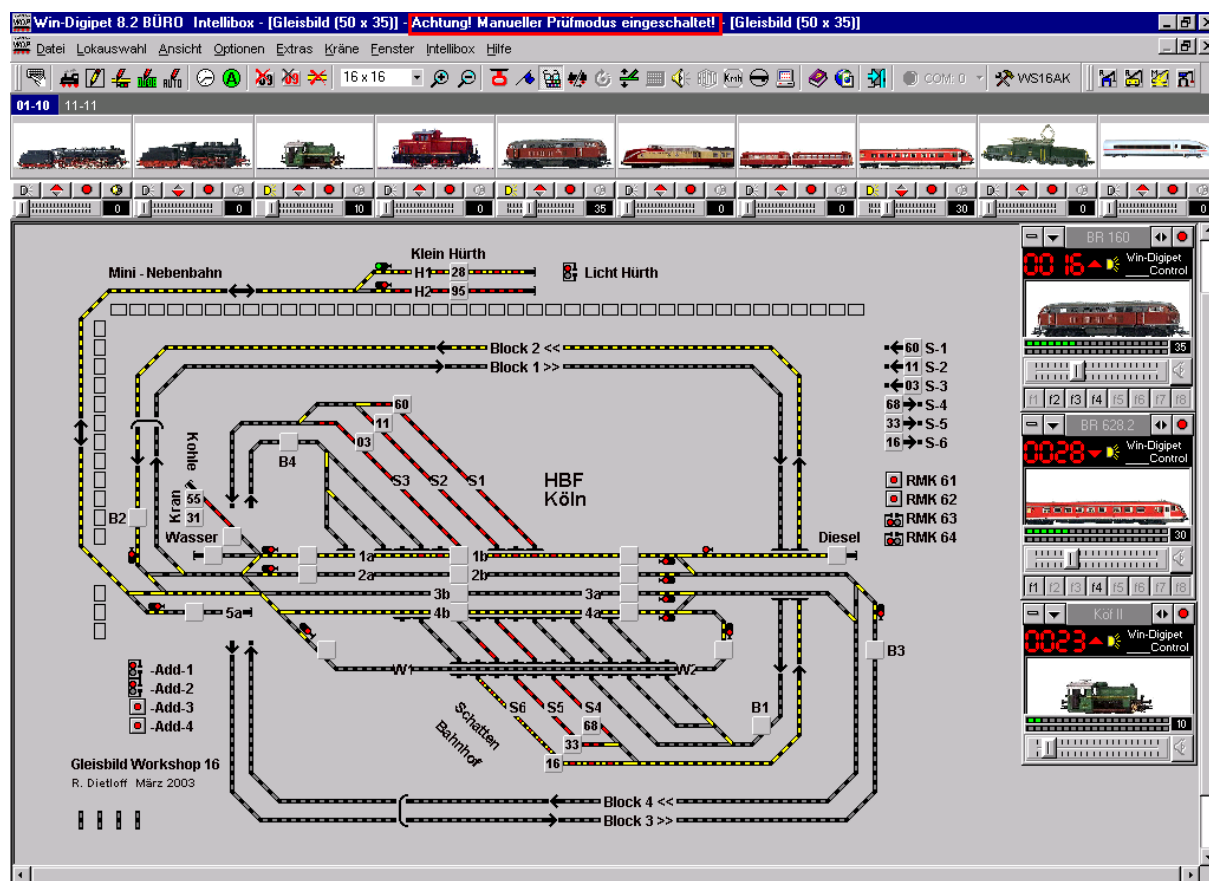 Win-Digipet 8.2 BÜRO Intellibox - [Gleisbild (50 x 35)] - Achtung! Manueller Prüfmodus eingeschaltet! - [Gleisbild (50 x 35)]
Datei Lokauswahl Ansicht Optionen Extras Kräne Fenster Intellibox Hilfe
16 x 16 Kmh COM: 0 WS16AK
01-10 11-11
0 0 10 0 35 0 0 30 0 0
Klein Hürth
Mini - Nebenbahn
H1 28
Licht Hürth
H2 95
Block 2 <<
Block 1 >>
60 S-1
11 S-2
03 S-3
68 S-4
33 S-5
16 S-6
60
11
03
B4
Kohle
S3 S2 S1
HBF
Köln
RMK 61
RMK 62
RMK 63
RMK 64
Kran
55
31
B2
Wasser
Diesel
1a 1b
2a 2b
3b 3a
4b 4a
5a
W1 W2
B3
-Add-1
-Add-2
-Add-3
-Add-4
S6 S5 S4
68
33
16
B1
Schatten
Bahnhof
Gleisbild Workshop 16
R. Dietloff März 2003
Block 4 <<
Block 3 >>
BR 160
0016
Win-Digipet
Control
35
f1 f2 f3 f4 f5 f6 f7 f8
BR 628.2
0028
Win-Digipet
Control
30
f1 f2 f3 f4 f5 f6 f7 f8
Köf II
0023
Win-Digipet
Control
10